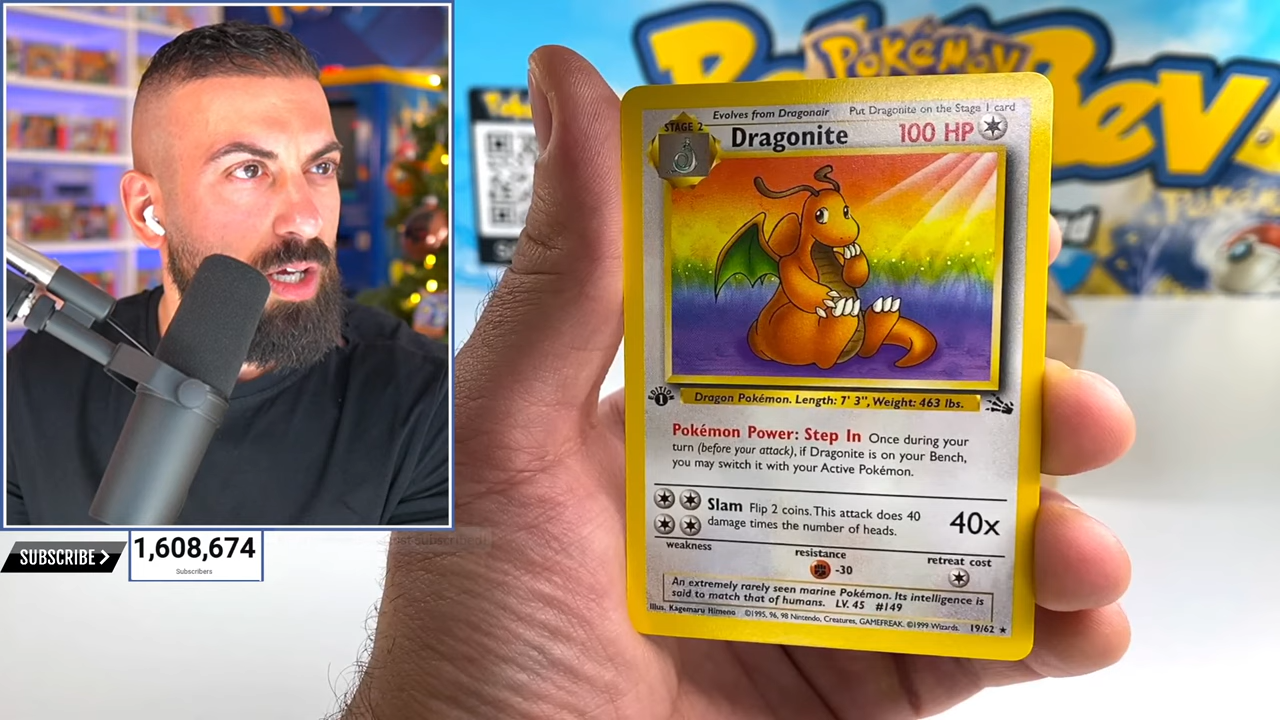 POKéMON
BeV
SUBSCRIBE >
1,608,674
Subscribers
Evolves from Dragonair
Put Dragonite on the Stage 1 card
STAGE 2
Dragonite
100 HP
EDITION
1
Dragon Pokémon. Length: 7' 3", Weight: 463 lbs.
Pokémon Power: Step In Once during your
turn (before your attack), if Dragonite is on your Bench,
you may switch it with your Active Pokémon.
Slam Flip 2 coins. This attack does 40
damage times the number of heads.
40x
weakness
resistance
-30
retreat cost
An extremely rarely seen marine Pokémon. Its intelligence is
said to match that of humans. LV. 45 #149
Illus. Kagemaru Himeno ©1995, 96, 98 Nintendo, Creatures, GAMEFREAK. ©1999 Wizards. 19/62 ★